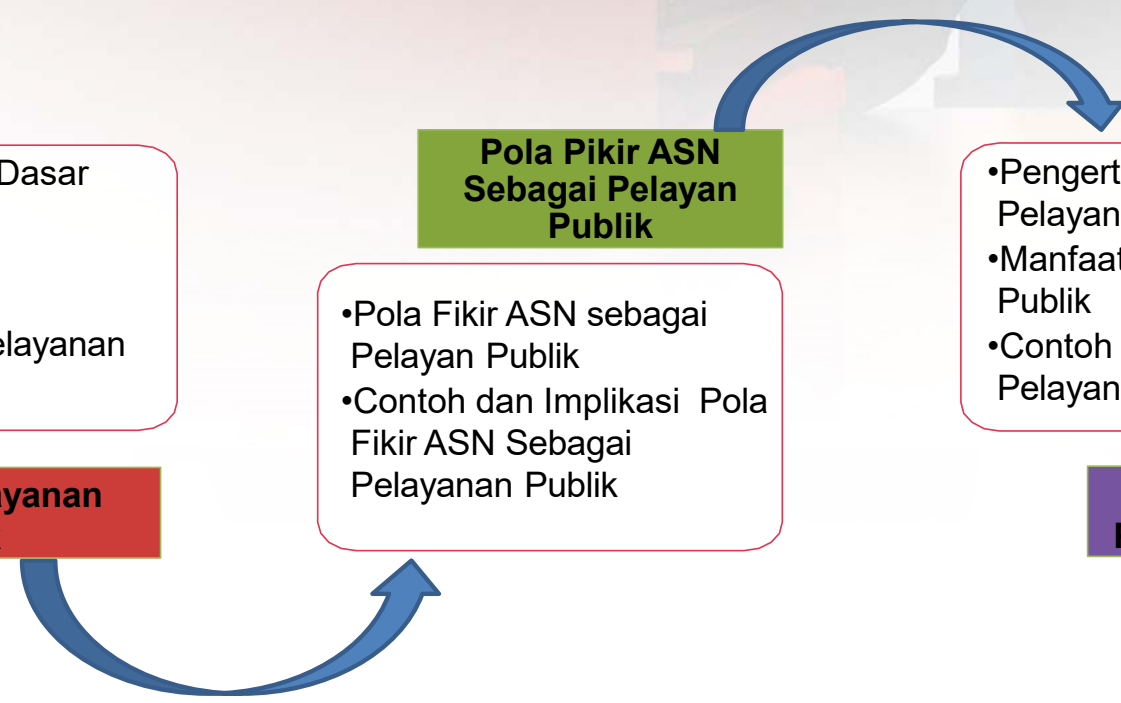 Dasar
elayanan
ayanan
Pola Pikir ASN
Sebagai Pelayan
Publik
•Pola Fikir ASN sebagai
Pelayan Publik
•Contoh dan Implikasi Pola
Fikir ASN Sebagai
Pelayanan Publik
•Pengert
Pelayan
•Manfaat
Publik
•Contoh
Pelayan